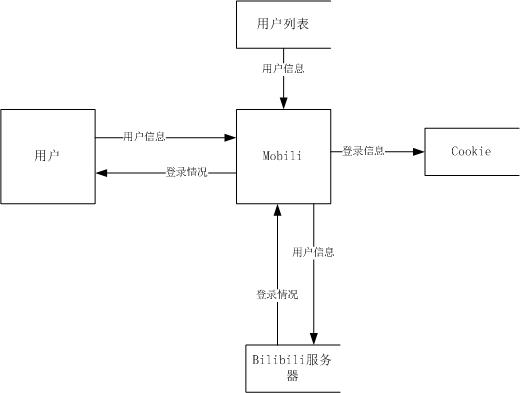 用户列表
用户信息
用户信息
用户
Mobili
登录信息
Cookie
登录情况
用户信息
登录情况
Bilibili服务
器